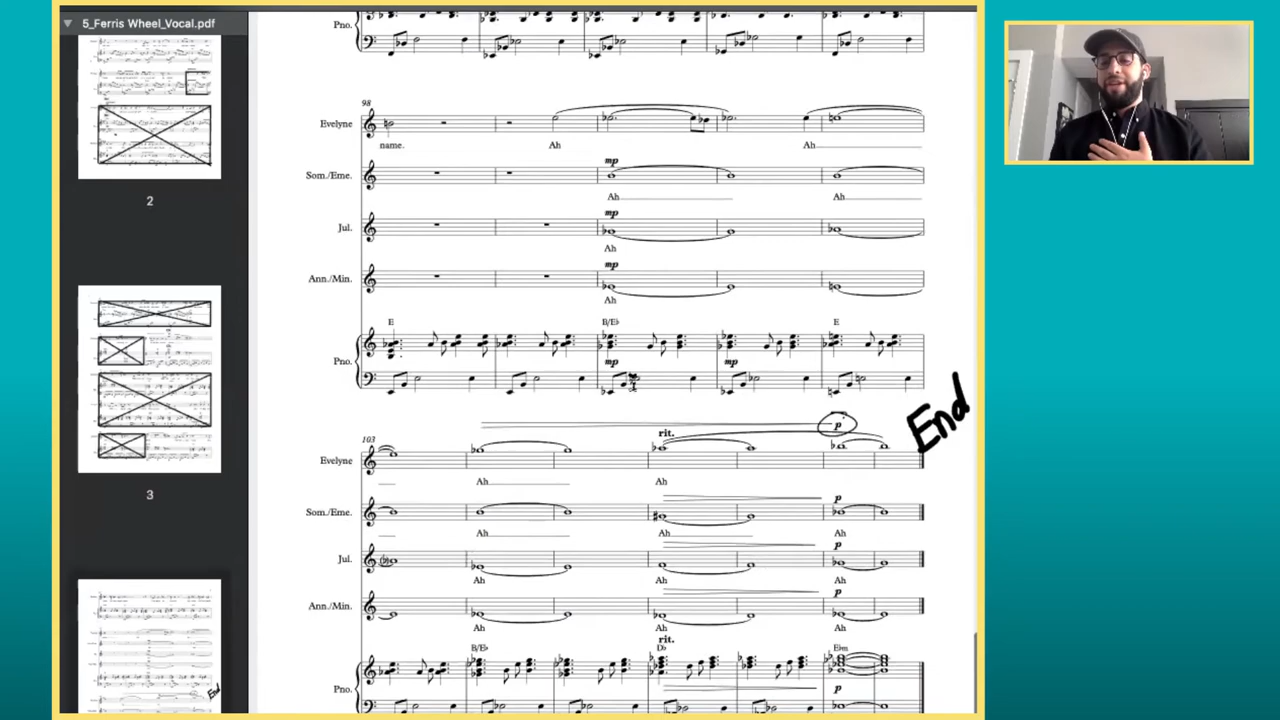 5_Ferris Wheel_Vocal.pdf
2
3
Pno.
98
Evelyne
name. Ah Ah
mp
Som./Eme.
Ah Ah
mp
Jul.
Ah
mp
Ann./Min.
Ah
E B/E♭ E
Pno.
mp mp
End
103
rit. p
Evelyne
Ah Ah
p
Som./Eme.
Ah Ah Ah
p
Jul.
Ah Ah Ah
p
Ann./Min.
Ah Ah Ah
rit.
B/E♭ D♭ E♭m
Pno.
p